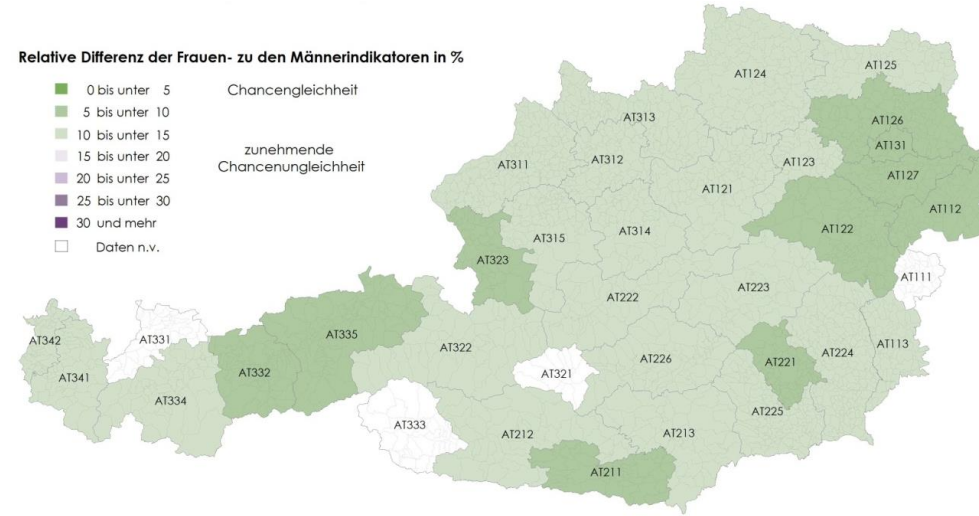 Relative Differenz der Frauen- zu den Männerindikatoren in %
0 bis unter 5 Chancengleichheit
5 bis unter 10
10 bis unter 15
15 bis unter 20 zunehmende
20 bis unter 25 Chancenungleichheit
25 bis unter 30
30 und mehr
Daten n.v.
AT124
AT125
AT313
AT126
AT131
AT312
AT123
AT311
AT127
AT121
AT112
AT122
AT315
AT314
AT323
AT111
AT223
AT222
AT335
AT331
AT342
AT322
AT113
AT224
AT226
AT221
AT332
AT321
AT341
AT334
AT225
AT333
AT212
AT213
AT211